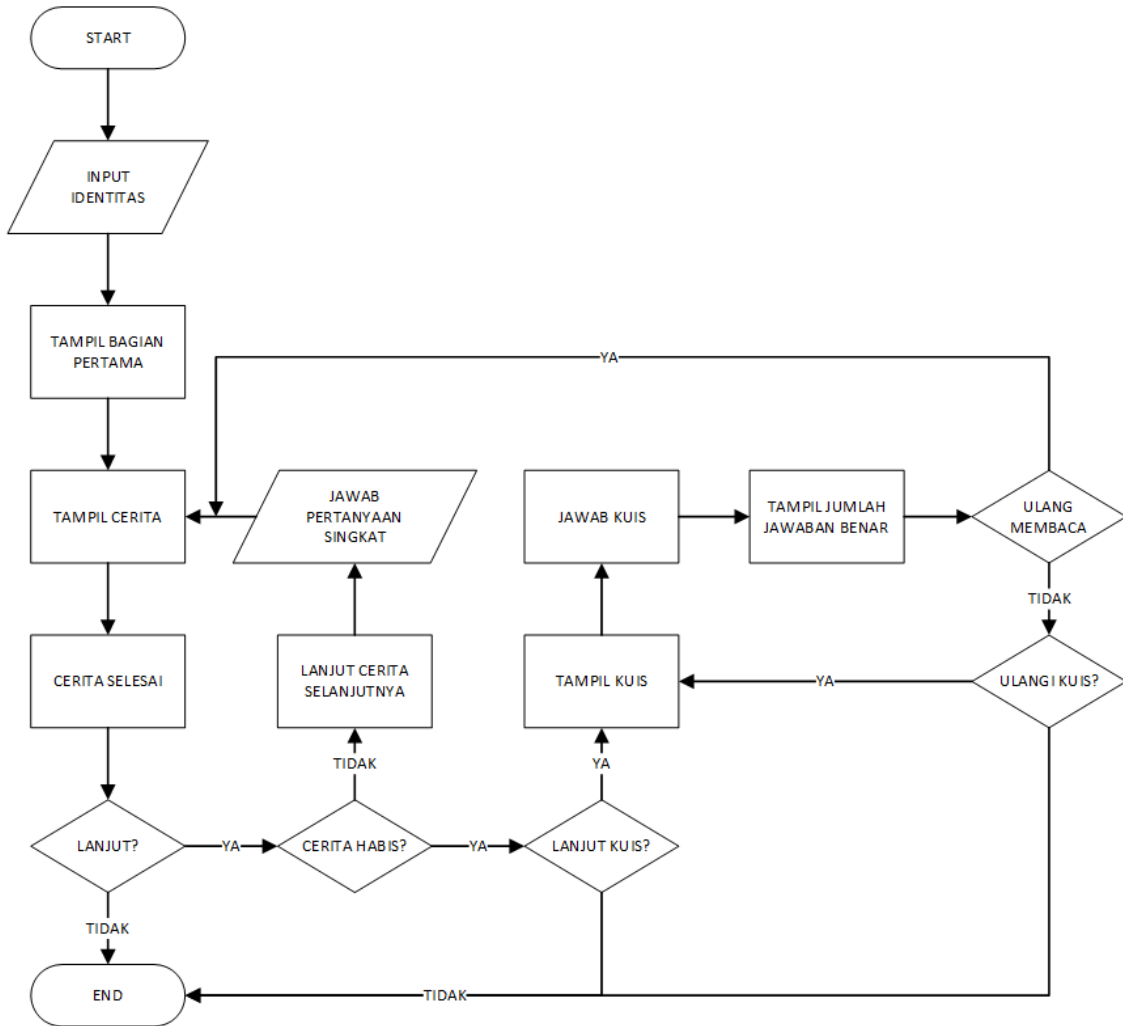 START
INPUT
IDENTITAS
TAMPIL BAGIAN
PERTAMA
YA
TAMPIL CERITA
JAWAB
PERTANYAAN
SINGKAT
JAWAB KUIS
TAMPIL JUMLAH
JAWABAN BENAR
ULANG
MEMBACA
TIDAK
CERITA SELESAI
LANJUT CERITA
SELANJUTNYA
TAMPIL KUIS
YA
ULANGI KUIS?
TIDAK
YA
LANJUT?
YA
CERITA HABIS?
YA
LANJUT KUIS?
TIDAK
END
TIDAK